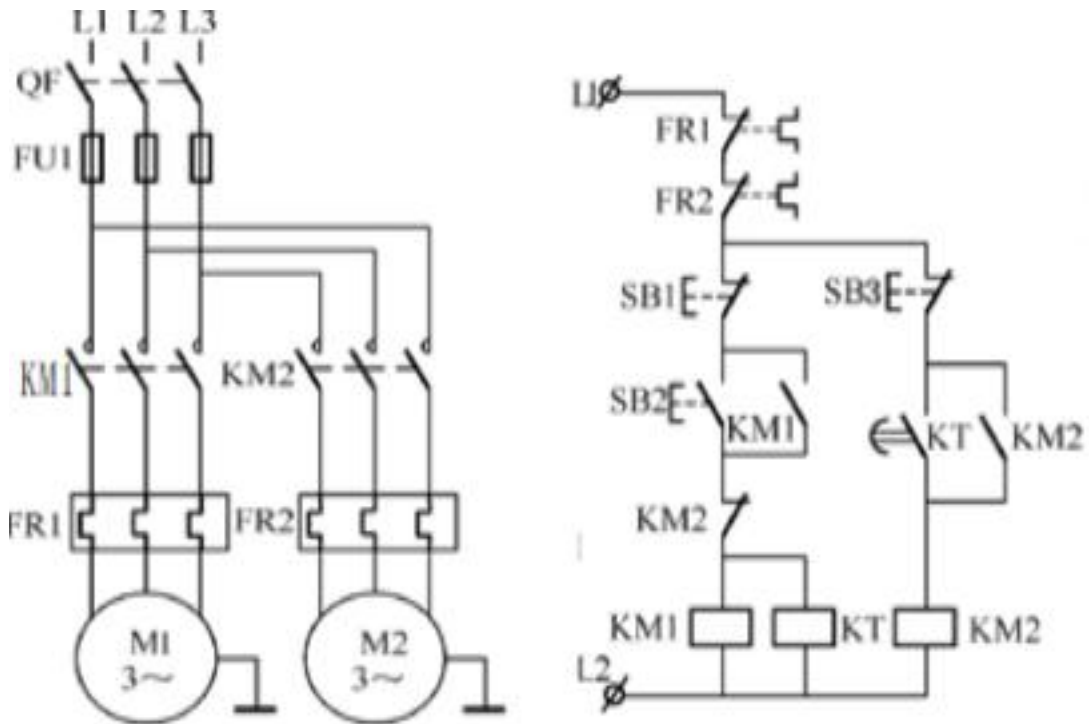 L1 L2 L3
QF
FU1
KM1
KM2
FR1
FR2
M1
3～
M2
3～
L1
FR1
FR2
SB1
SB3
SB2
KM1
KT
KM2
KM2
KM1
KT
KM2
L2